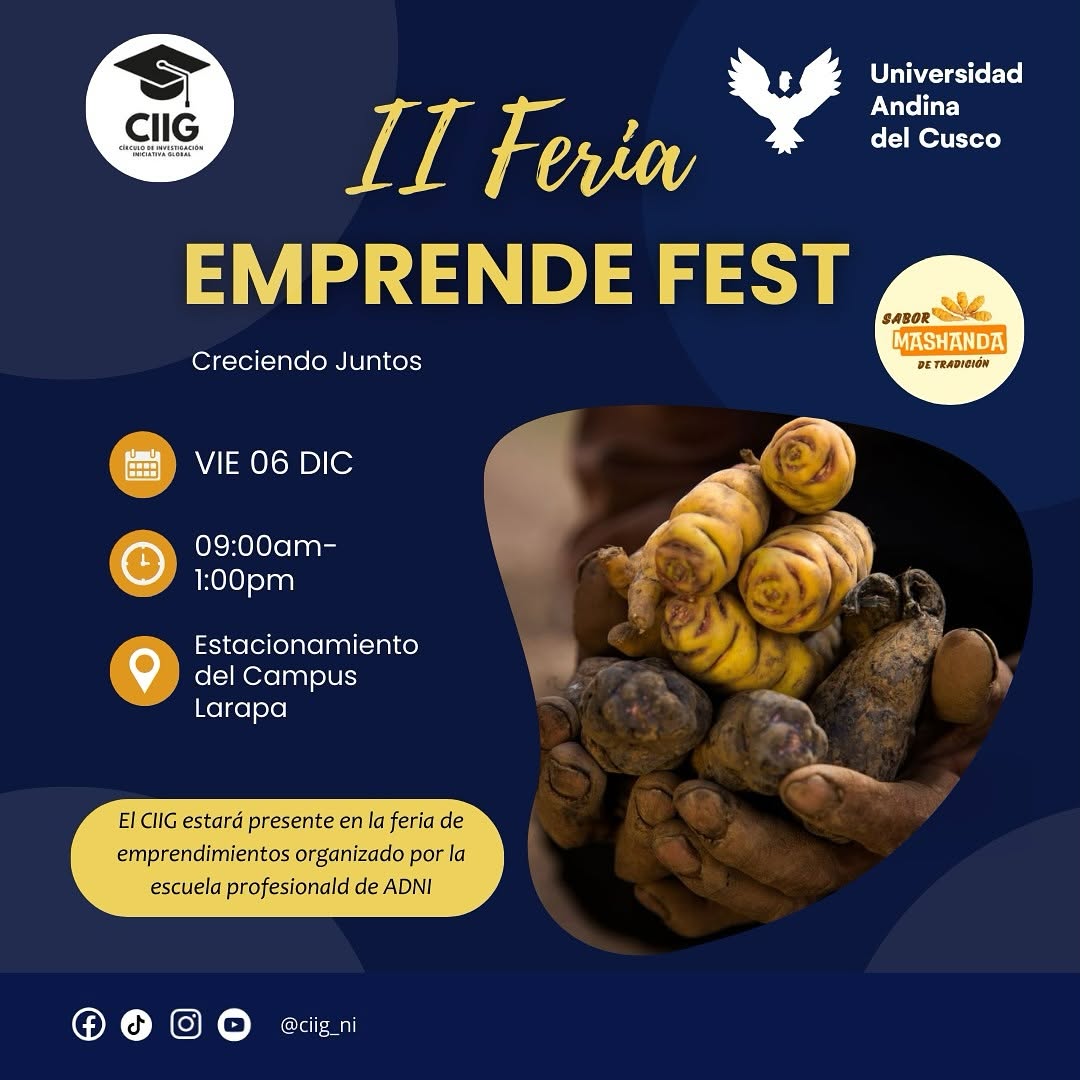 CIIG
CÍRCULO DE INVESTIGACIÓN
INICIATIVA GLOBAL
II Feria
Universidad
Andina
del Cusco
EMPRENDE FEST
SABOR
MASHANDA
DE TRADICIÓN
Creciendo Juntos
VIE 06 DIC
09:00am-
1:00pm
Estacionamiento
del Campus
Larapa
El CIIG estará presente en la feria de
emprendimientos organizado por la
escuela profesionald de ADNI
@ciig_ni